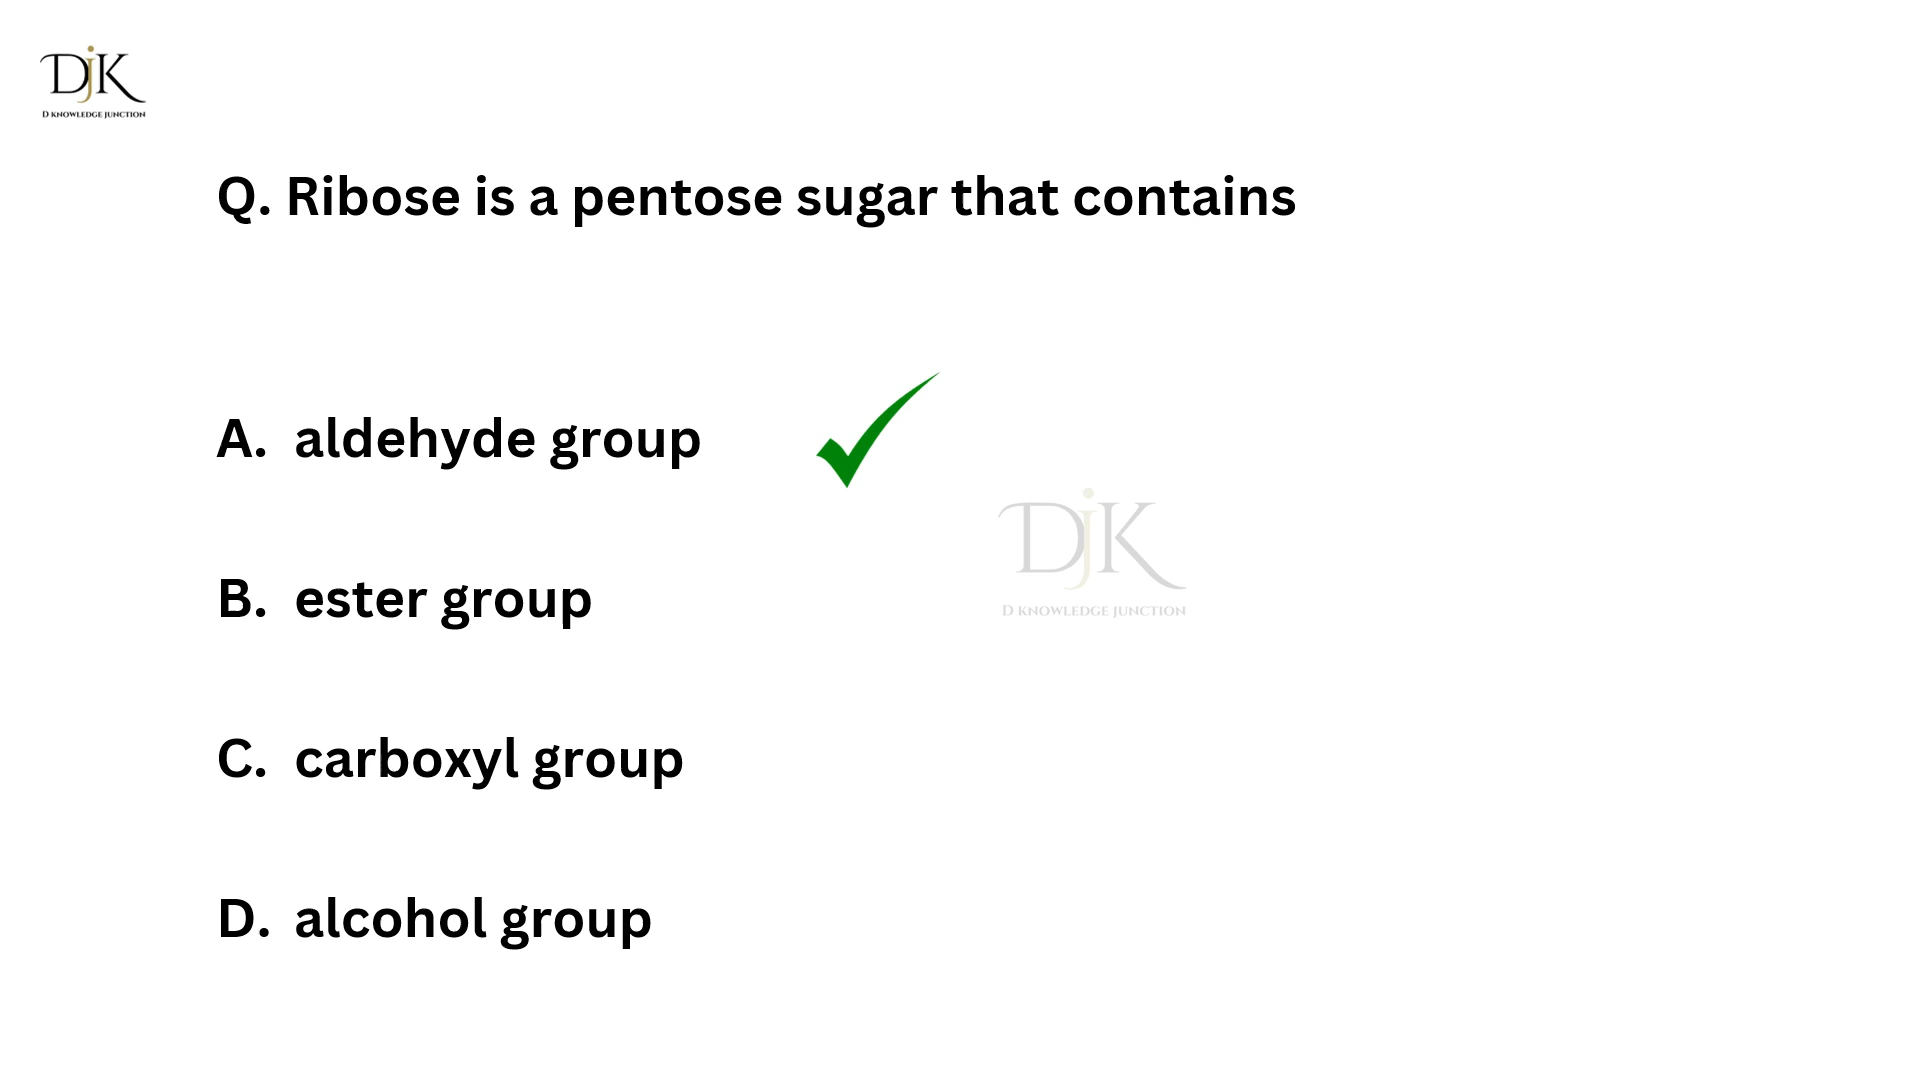 DjK
D KNOWLEDGE JUNCTION
Q. Ribose is a pentose sugar that contains
A. aldehyde group
DjK
D KNOWLEDGE JUNCTION
B. ester group
C. carboxyl group
D. alcohol group